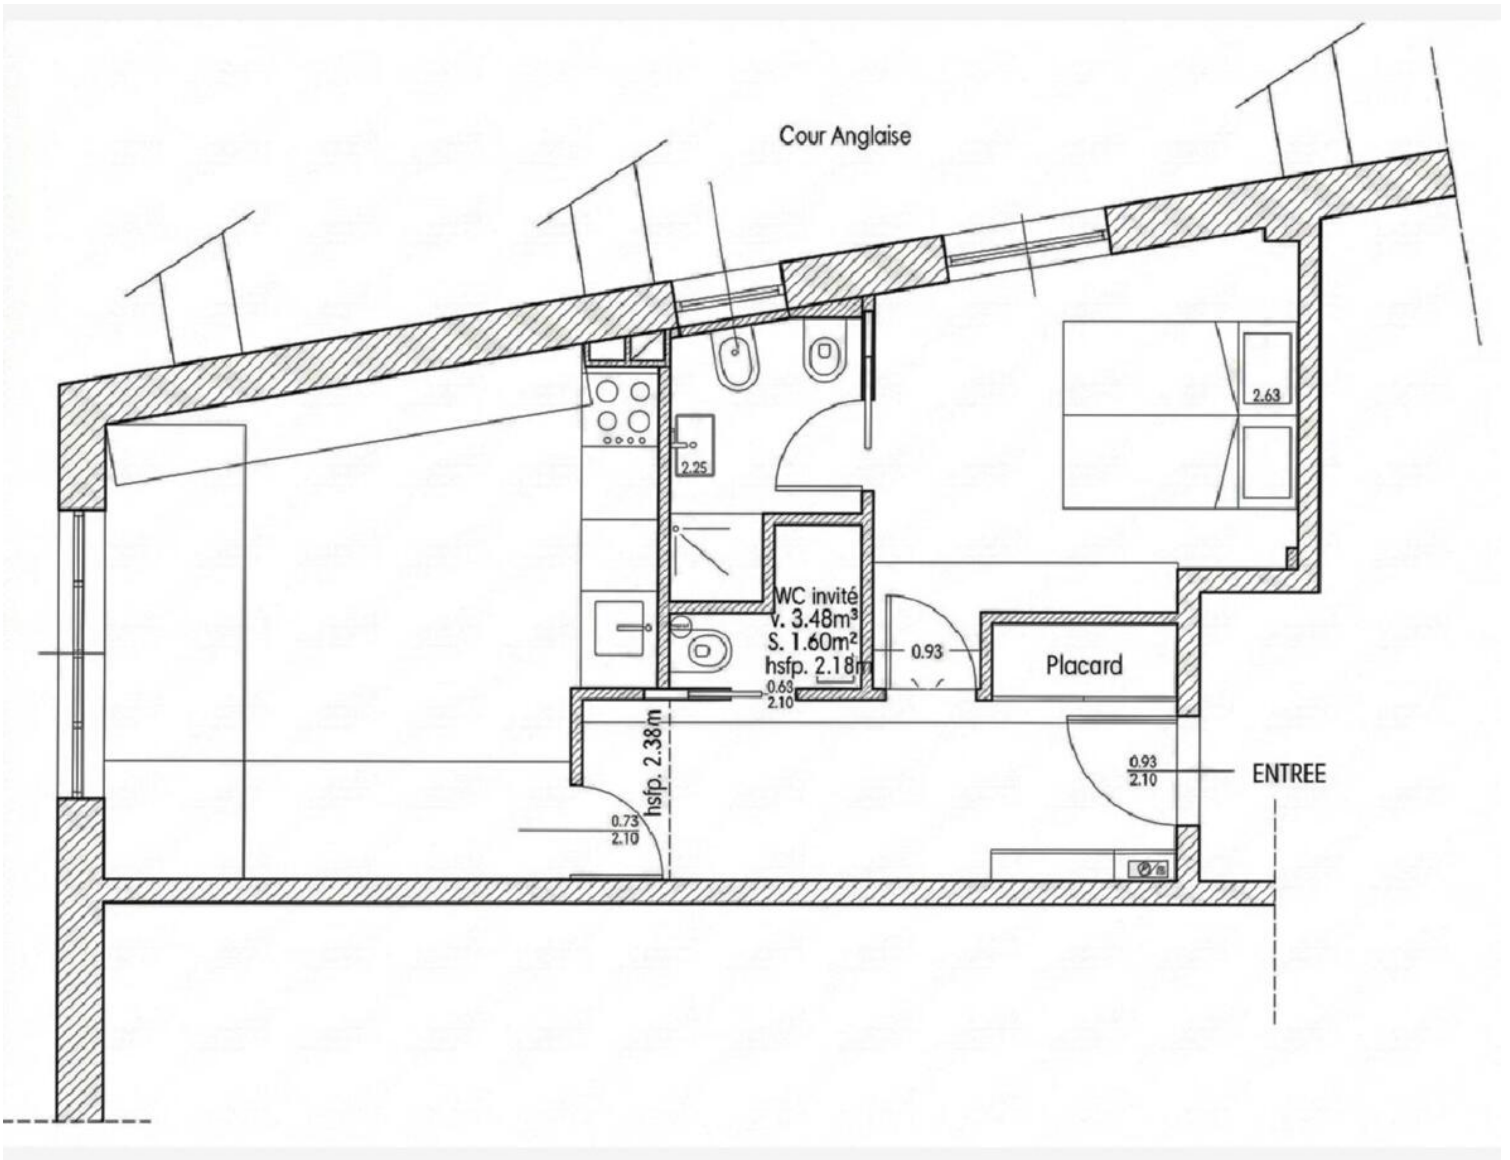 Cour Anglaise
2.63
2.25
WC invité
v. 3.48m³
S. 1.60m²
hsfp. 2.18m
0.93
Placard
0.63
2.10
hsfp. 2.38m
0.93
2.10
ENTREE
0.73
2.10